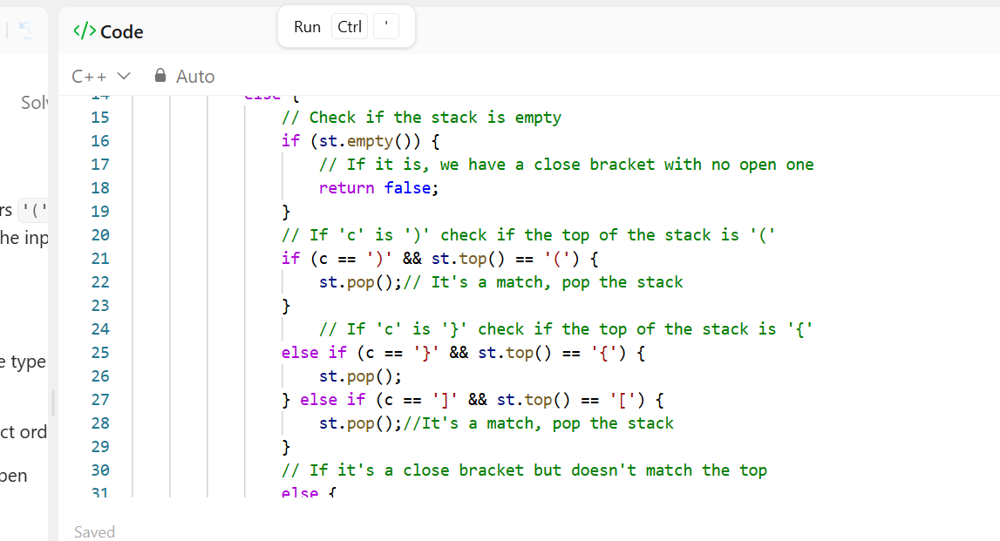 </> Code
Run Ctrl '
C++ Auto
Solv
rs '('
he inp
e type
ct ord
pen
14 else {
15 // Check if the stack is empty
16 if (st.empty()) {
17 // If it is, we have a close bracket with no open one
18 return false;
19 }
20 // If 'c' is ')' check if the top of the stack is '('
21 if (c == ')' && st.top() == '(') {
22 st.pop();// It's a match, pop the stack
23 }
24 // If 'c' is '}' check if the top of the stack is '{'
25 else if (c == '}' && st.top() == '{') {
26 st.pop();
27 } else if (c == ']' && st.top() == '[') {
28 st.pop();//It's a match, pop the stack
29 }
30 // If it's a close bracket but doesn't match the top
31 else {
Saved